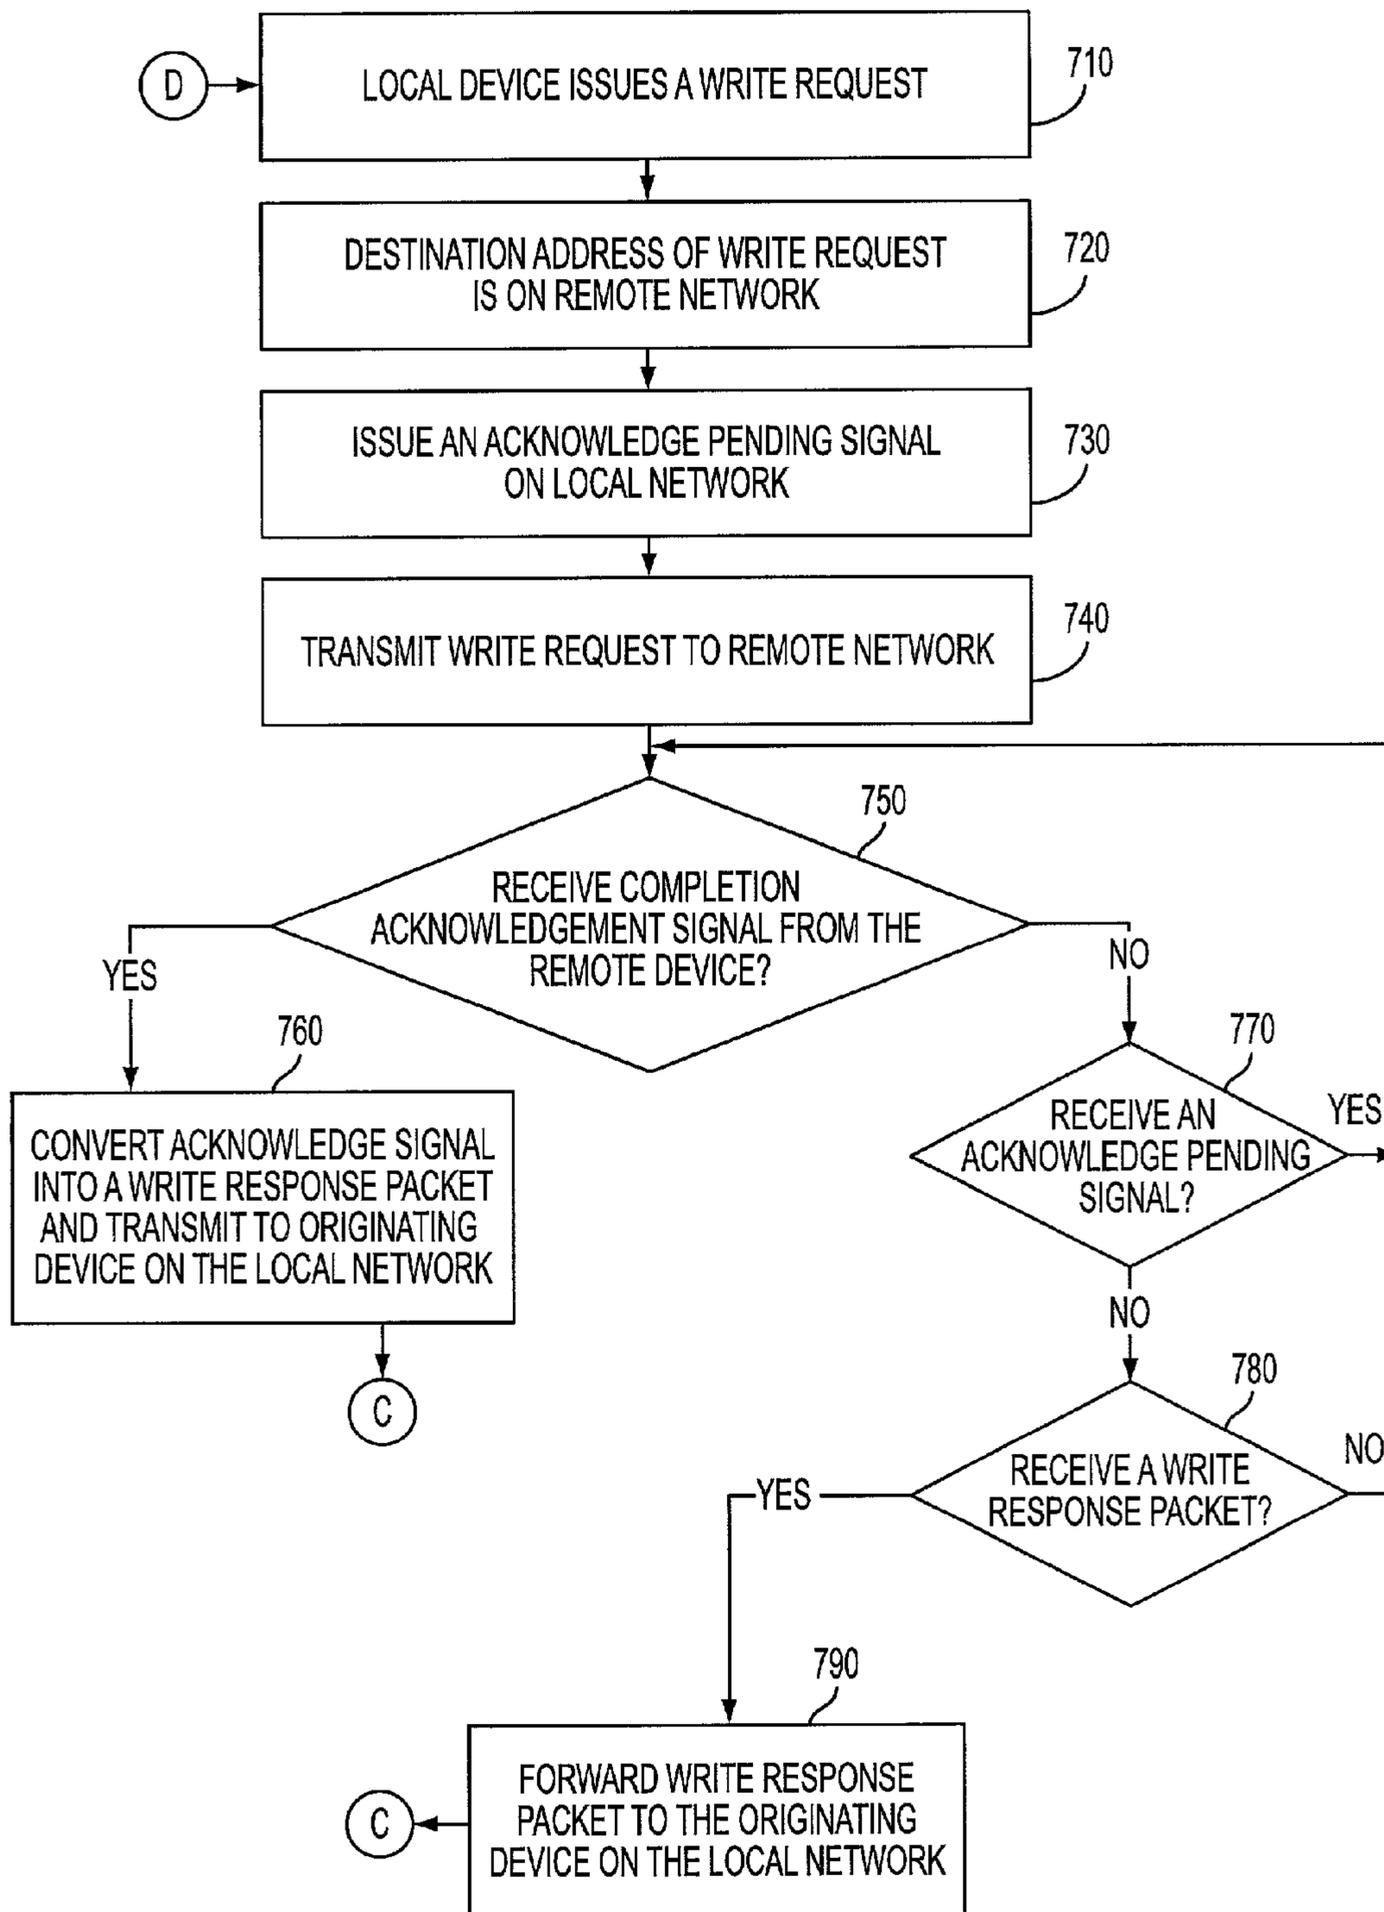 D
LOCAL DEVICE ISSUES A WRITE REQUEST
710
DESTINATION ADDRESS OF WRITE REQUEST
IS ON REMOTE NETWORK
720
ISSUE AN ACKNOWLEDGE PENDING SIGNAL
ON LOCAL NETWORK
730
TRANSMIT WRITE REQUEST TO REMOTE NETWORK
740
750
RECEIVE COMPLETION
ACKNOWLEDGEMENT SIGNAL FROM THE
REMOTE DEVICE?
YES
NO
760
CONVERT ACKNOWLEDGE SIGNAL
INTO A WRITE RESPONSE PACKET
AND TRANSMIT TO ORIGINATING
DEVICE ON THE LOCAL NETWORK
C
770
RECEIVE AN
ACKNOWLEDGE PENDING
SIGNAL?
YES
NO
780
RECEIVE A WRITE
RESPONSE PACKET?
NO
YES
790
FORWARD WRITE RESPONSE
PACKET TO THE ORIGINATING
DEVICE ON THE LOCAL NETWORK
C